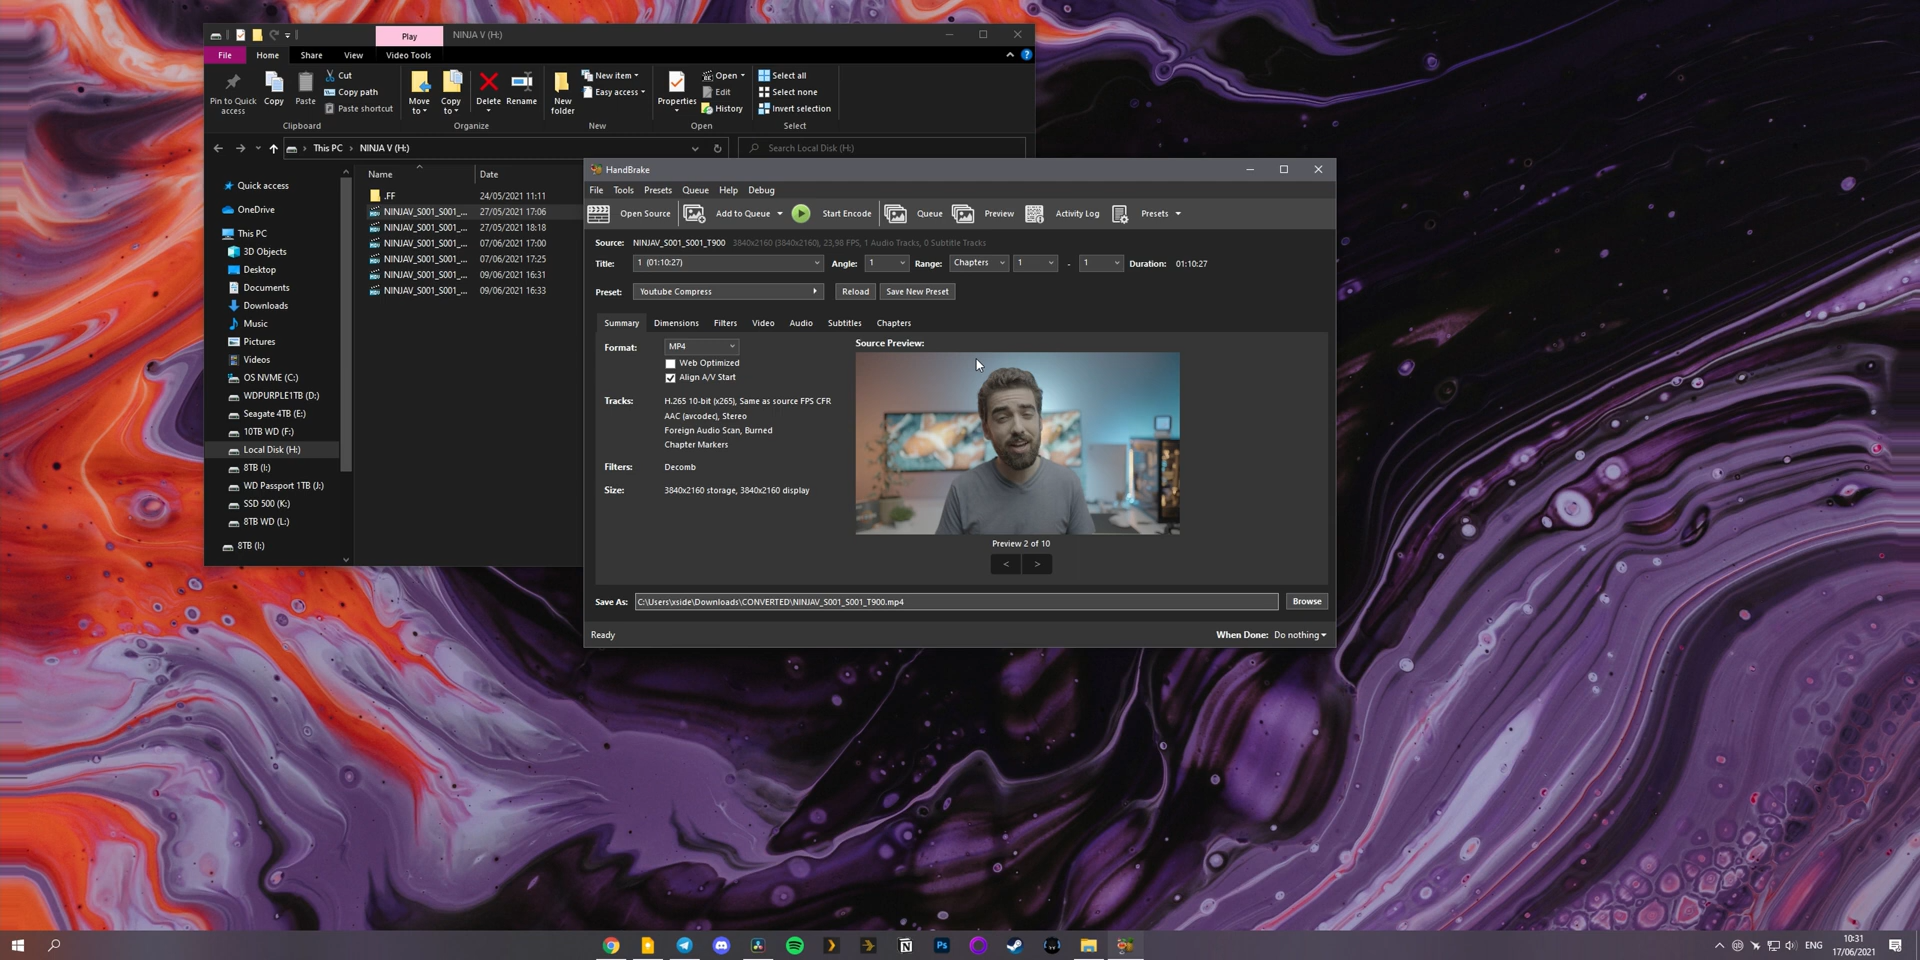 Play
NINJA V (H:)
File
Home
Share
View
Video Tools
Pin to Quick access
Copy
Paste
Cut
Copy path
Paste shortcut
Clipboard
Move to
Copy to
Delete
Rename
Organize
New folder
New item
Easy access
New
Properties
Open
Edit
History
Open
Select all
Select none
Invert selection
Select
This PC
NINJA V (H:)
Search Local Disk (H:)
Quick access
OneDrive
This PC
3D Objects
Desktop
Documents
Downloads
Music
Pictures
Videos
OS NVME (C:)
WDPURPLE1TB (D:)
Seagate 4TB (E:)
10TB WD (F:)
Local Disk (H:)
8TB (I:)
WD Passport 1TB (J:)
SSD 500 (K:)
8TB WD (L:)
8TB (I:)
Name Date
.FF 24/05/2021 11:11
NINJAV_S001_S001_... 27/05/2021 17:06
NINJAV_S001_S001_... 27/05/2021 18:18
NINJAV_S001_S001_... 07/06/2021 17:00
NINJAV_S001_S001_... 07/06/2021 17:25
NINJAV_S001_S001_... 09/06/2021 16:31
NINJAV_S001_S001_... 09/06/2021 16:33
HandBrake
File Tools Presets Queue Help Debug
Open Source Add to Queue Start Encode Queue Preview Activity Log Presets
Source: NINJAV_S001_S001_T900 3840x2160 (3840x2160), 23,98 FPS, 1 Audio Tracks, 0 Subtitle Tracks
Title: 1 (01:10:27) Angle: 1 Range: Chapters 1 - 1 Duration: 01:10:27
Preset: Youtube Compress Reload Save New Preset
Summary Dimensions Filters Video Audio Subtitles Chapters
Format: MP4
Web Optimized
Align A/V Start
Tracks: H.265 10-bit (x265), Same as source FPS CFR
AAC (avcodec), Stereo
Foreign Audio Scan, Burned
Chapter Markers
Filters: Decomb
Size: 3840x2160 storage, 3840x2160 display
Source Preview:
Preview 2 of 10
< >
Save As: C:\Users\xside\Downloads\CONVERTED\NINJAV_S001_S001_T900.mp4 Browse
Ready
When Done: Do nothing
Ps
ENG
10:31
17/06/2021